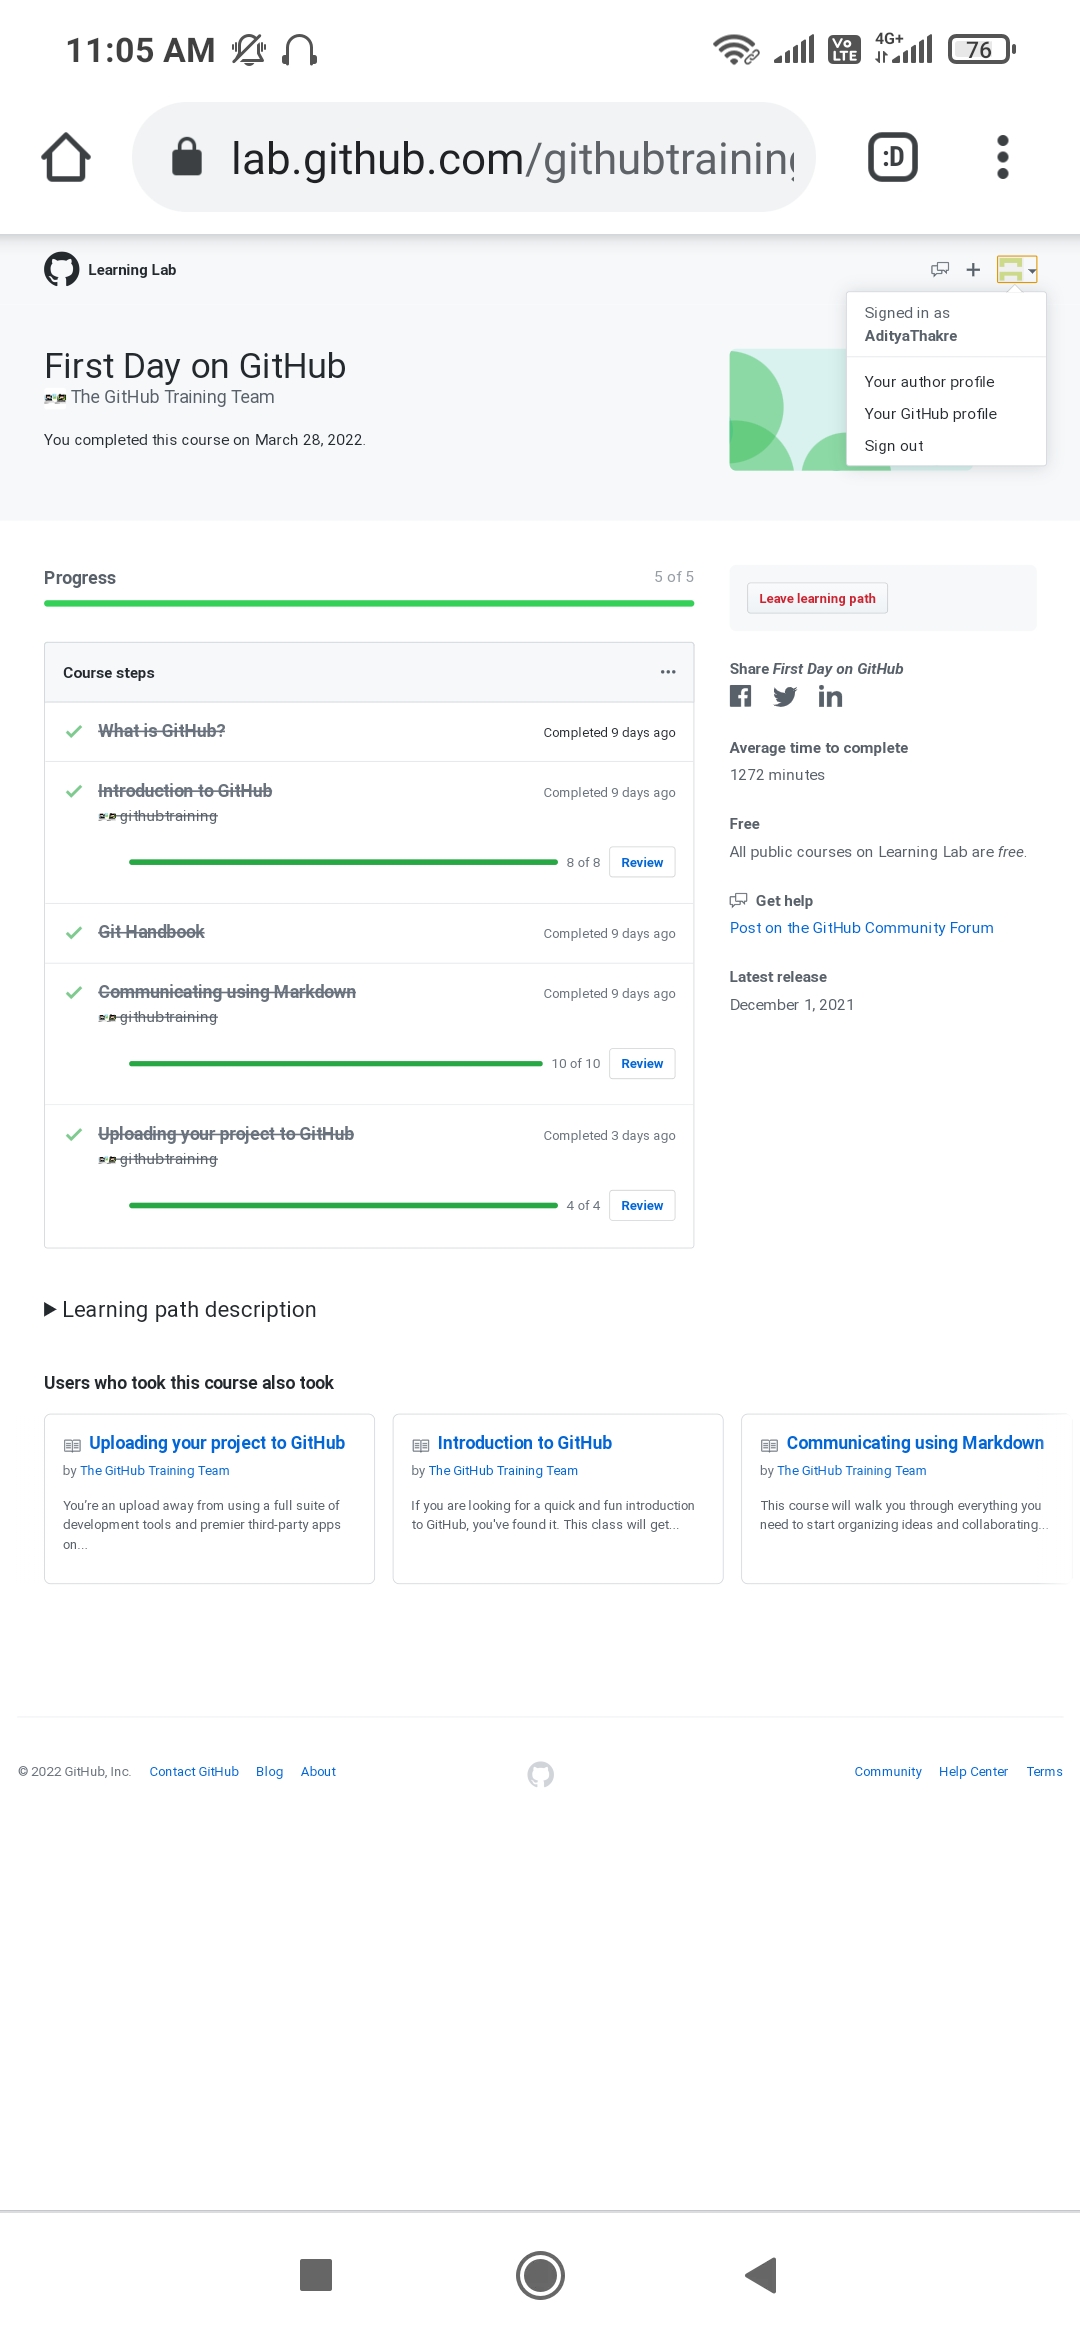 11:05 AM
Vo LTE 4G+ 76
lab.github.com/githubtraining
:D
Learning Lab
Signed in as
AdityaThakre
Your author profile
Your GitHub profile
Sign out
First Day on GitHub
The GitHub Training Team
You completed this course on March 28, 2022.
Progress 5 of 5
Course steps
What is GitHub? Completed 9 days ago
Introduction to GitHub Completed 9 days ago
githubtraining
8 of 8 Review
Git Handbook Completed 9 days ago
Communicating using Markdown Completed 9 days ago
githubtraining
10 of 10 Review
Uploading your project to GitHub Completed 3 days ago
githubtraining
4 of 4 Review
Leave learning path
Share First Day on GitHub
Average time to complete
1272 minutes
Free
All public courses on Learning Lab are free.
Get help
Post on the GitHub Community Forum
Latest release
December 1, 2021
Learning path description
Users who took this course also took
Uploading your project to GitHub
by The GitHub Training Team
You're an upload away from using a full suite of
development tools and premier third-party apps
on...
Introduction to GitHub
by The GitHub Training Team
If you are looking for a quick and fun introduction
to GitHub, you've found it. This class will get...
Communicating using Markdown
by The GitHub Training Team
This course will walk you through everything you
need to start organizing ideas and collaborating...
© 2022 GitHub, Inc. Contact GitHub Blog About Community Help Center Terms